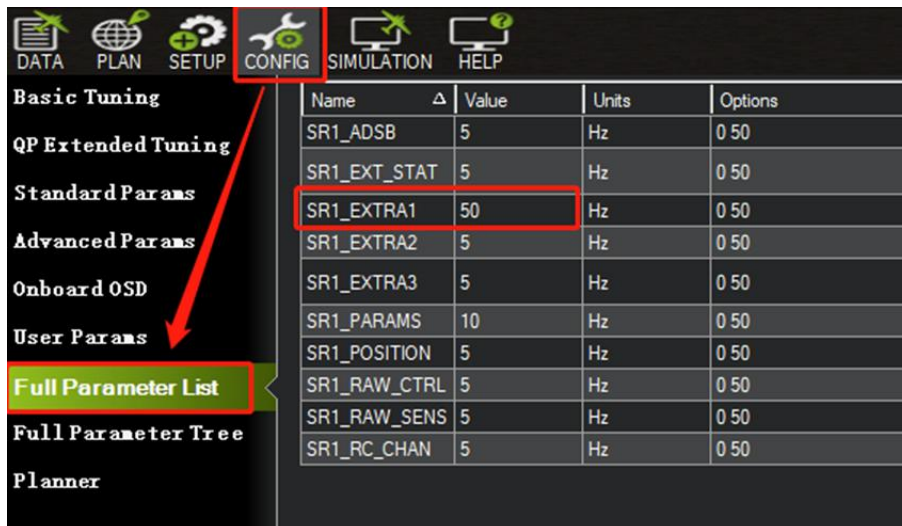 DATA PLAN SETUP CONFIG SIMULATION HELP
Basic Tuning
QP Extended Tuning
Standard Params
Advanced Params
Onboard OSD
User Params
Full Parameter List
Full Parameter Tree
Planner
Name Value Units Options
SR1_ADSB 5 Hz 0 50
SR1_EXT_STAT 5 Hz 0 50
SR1_EXTRA1 50 Hz 0 50
SR1_EXTRA2 5 Hz 0 50
SR1_EXTRA3 5 Hz 0 50
SR1_PARAMS 10 Hz 0 50
SR1_POSITION 5 Hz 0 50
SR1_RAW_CTRL 5 Hz 0 50
SR1_RAW_SENS 5 Hz 0 50
SR1_RC_CHAN 5 Hz 0 50